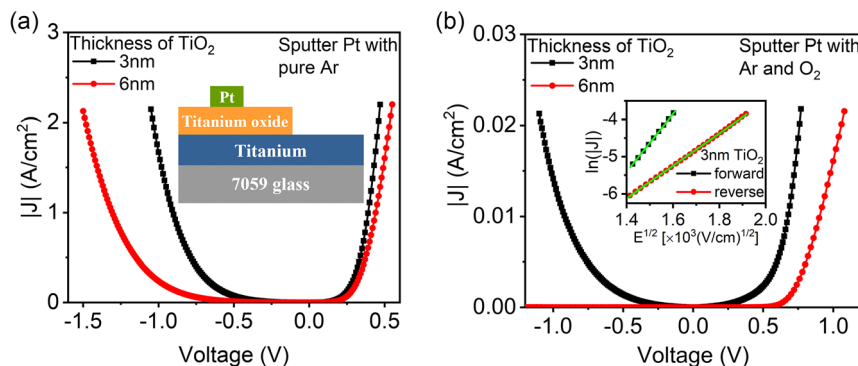 (a)
Thickness of TiO2
3nm
6nm
Sputter Pt with
pure Ar
Pt
Titanium oxide
Titanium
7059 glass
|J| (A/cm2)
3
2
1
0
-1.5 -1.0 -0.5 0.0 0.5
Voltage (V)
(b)
Thickness of TiO2
3nm
6nm
Sputter Pt with
Ar and O2
|J| (A/cm2)
0.03
0.02
0.01
0.00
-1.0 -0.5 0.0 0.5 1.0
Voltage (V)
ln(|J|)
-4
-5
-6
3nm TiO2
forward
reverse
1.4 1.6 1.8 2.0
E1/2 [×103(V/cm)1/2]